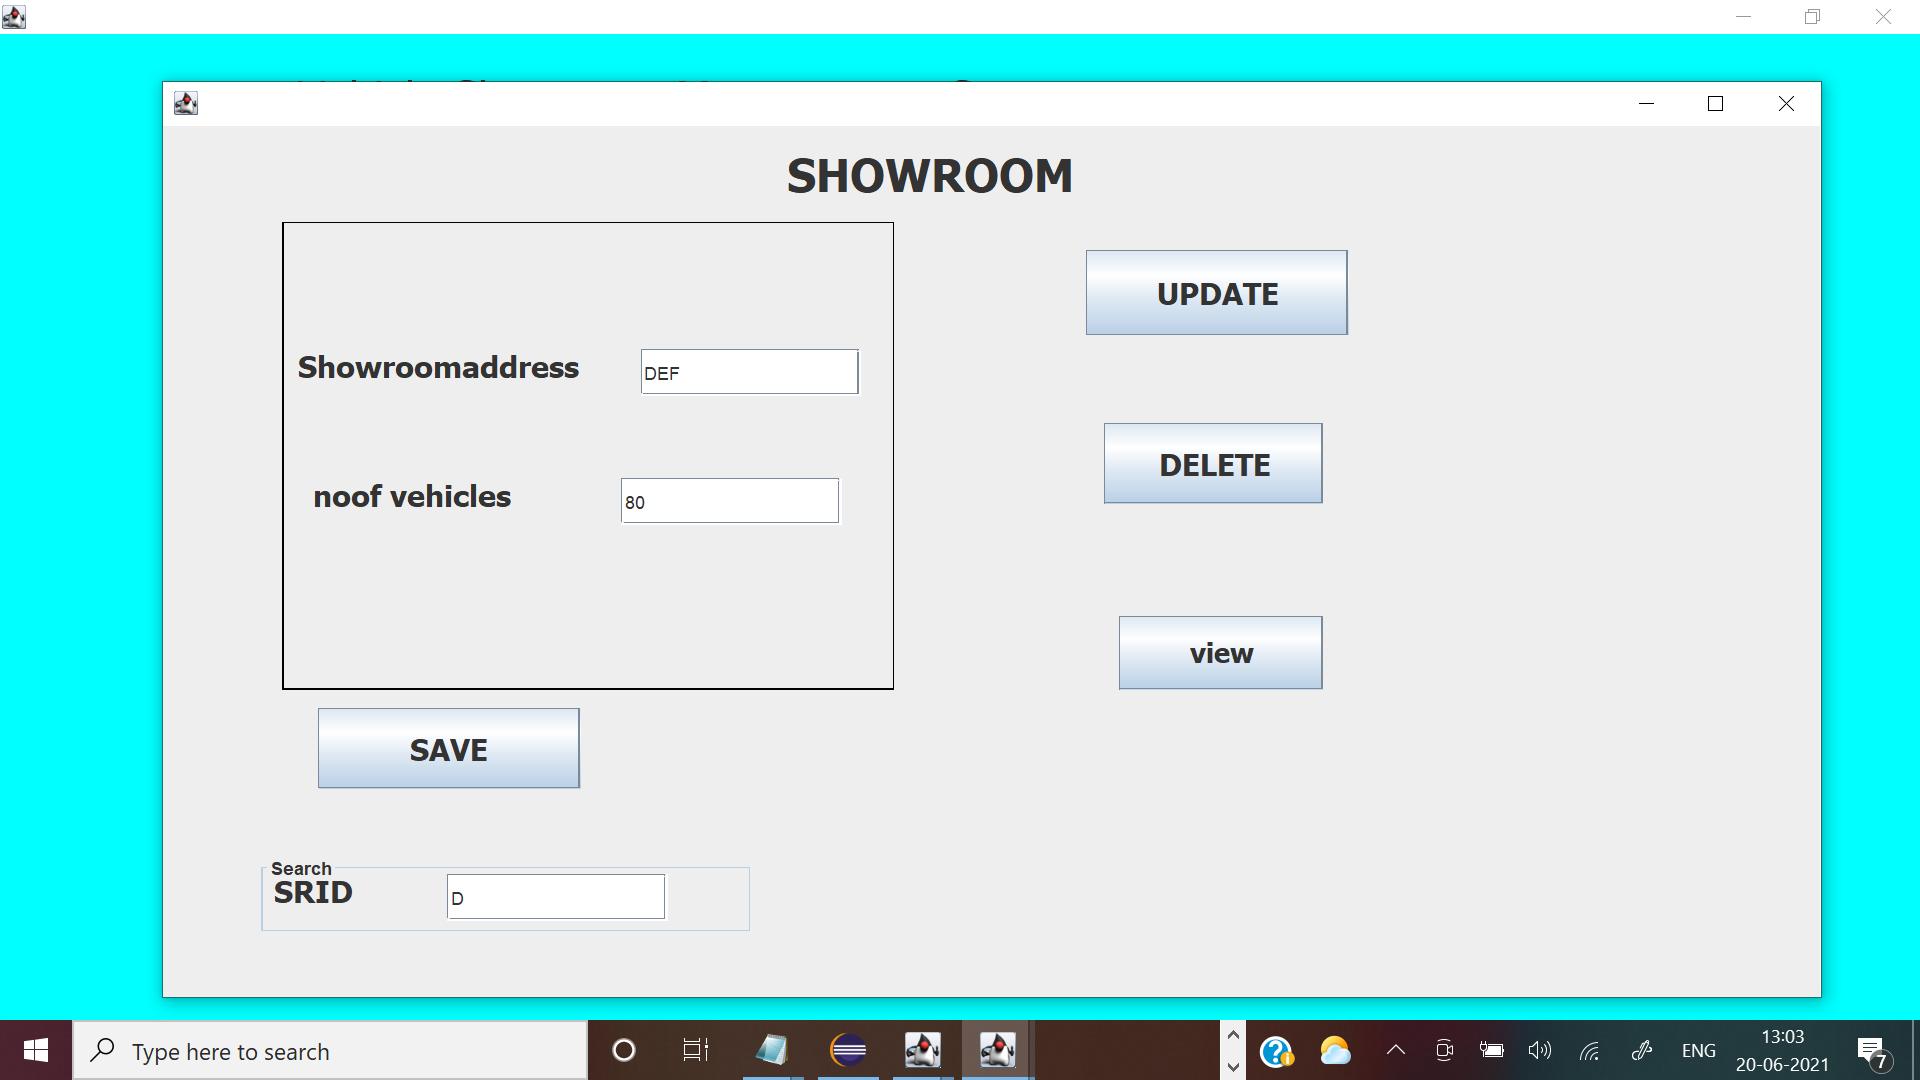 SHOWROOM
UPDATE
Showroomaddress DEF
DELETE
noof vehicles 80
view
SAVE
Search
SRID D
Type here to search
ENG
13:03
20-06-2021
7